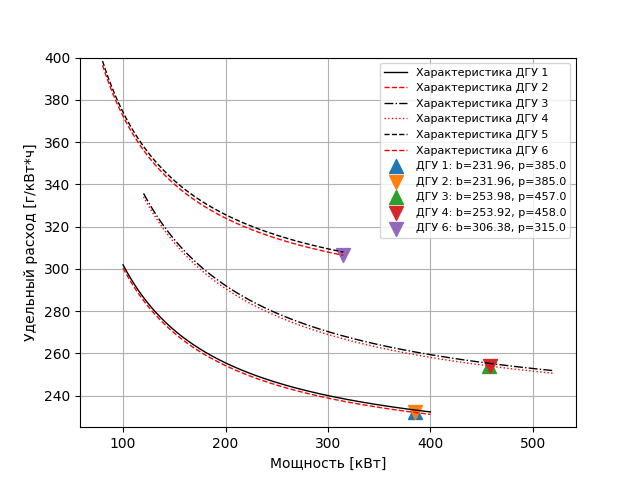 400
380
360
340
320
300
280
260
240
Удельный расход [г/кВт*ч]
100
200
300
400
500
Мощность [кВт]
Характеристика ДГУ 1
Характеристика ДГУ 2
Характеристика ДГУ 3
Характеристика ДГУ 4
Характеристика ДГУ 5
Характеристика ДГУ 6
ДГУ 1: b=231.96, p=385.0
ДГУ 2: b=231.96, p=385.0
ДГУ 3: b=253.98, p=457.0
ДГУ 4: b=253.92, p=458.0
ДГУ 6: b=306.38, p=315.0